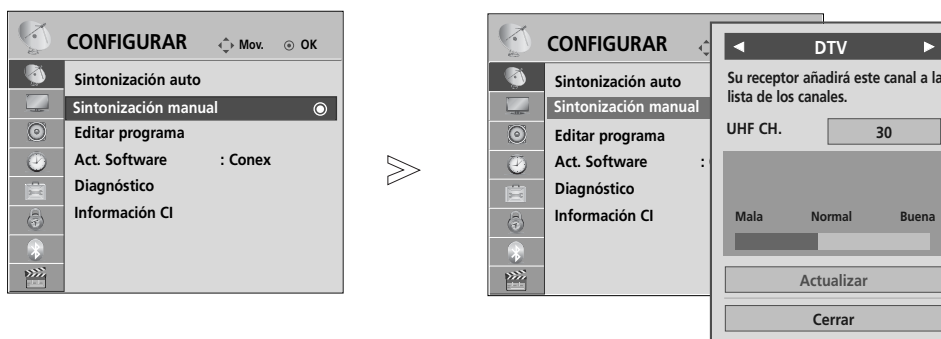 CONFIGURAR Mov. OK
Sintonización auto
Sintonización manual
Editar programa
Act. Software : Conex
Diagnóstico
Información CI
CONFIGURAR
Sintonización auto
Sintonización manual
Editar programa
Act. Software :
Diagnóstico
Información CI
DTV
Su receptor añadirá este canal a la
lista de los canales.
UHF CH. 30
Mala Normal Buena
Actualizar
Cerrar